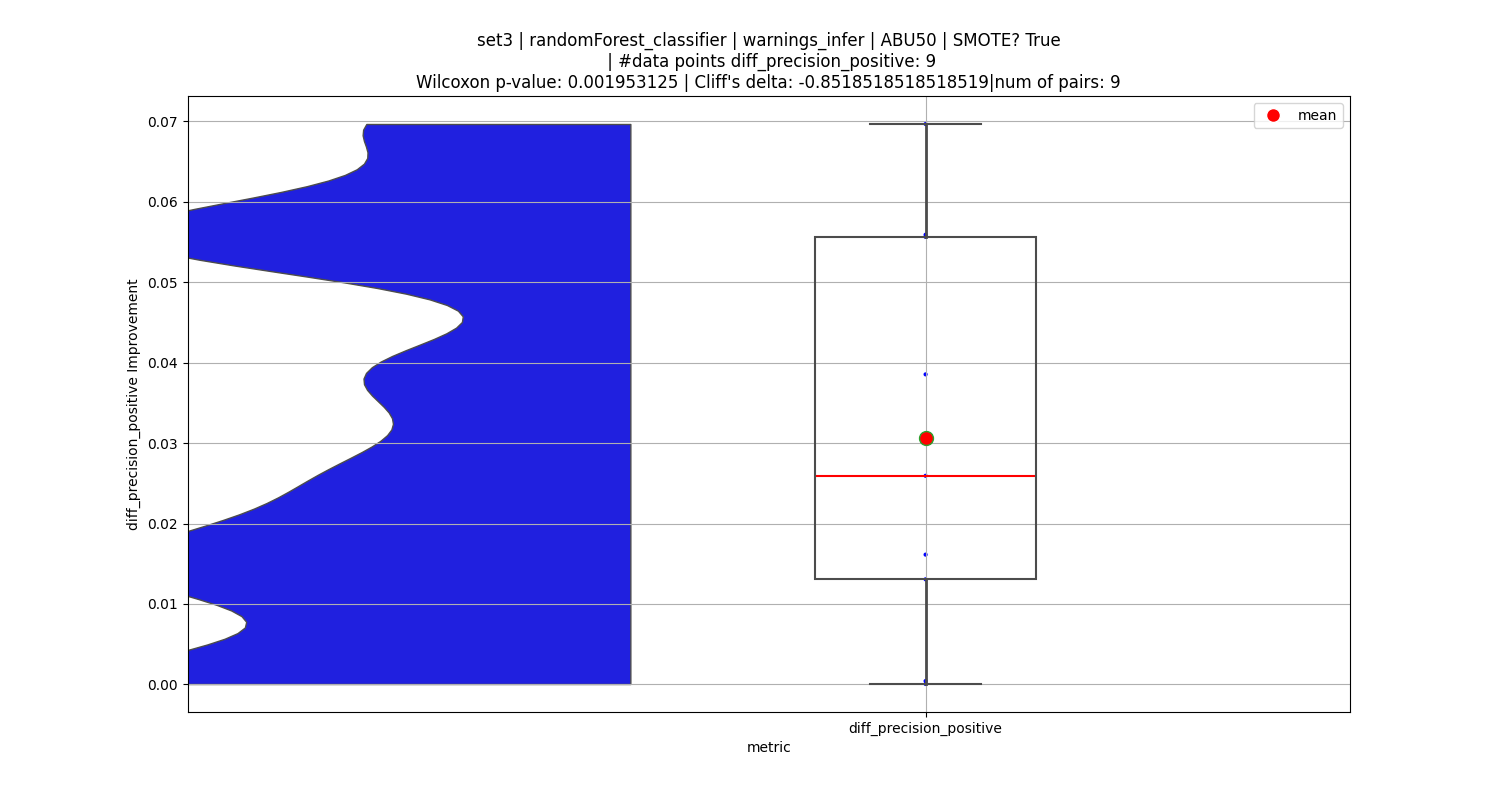 set3 | randomForest_classifier | warnings_infer | ABU50 | SMOTE? True
| #data points diff_precision_positive: 9
Wilcoxon p-value: 0.001953125 | Cliff's delta: -0.8518518518518519|num of pairs: 9
mean
0.07
0.06
0.05
0.04
0.03
0.02
0.01
0.00
diff_precision_positive Improvement
diff_precision_positive
metric